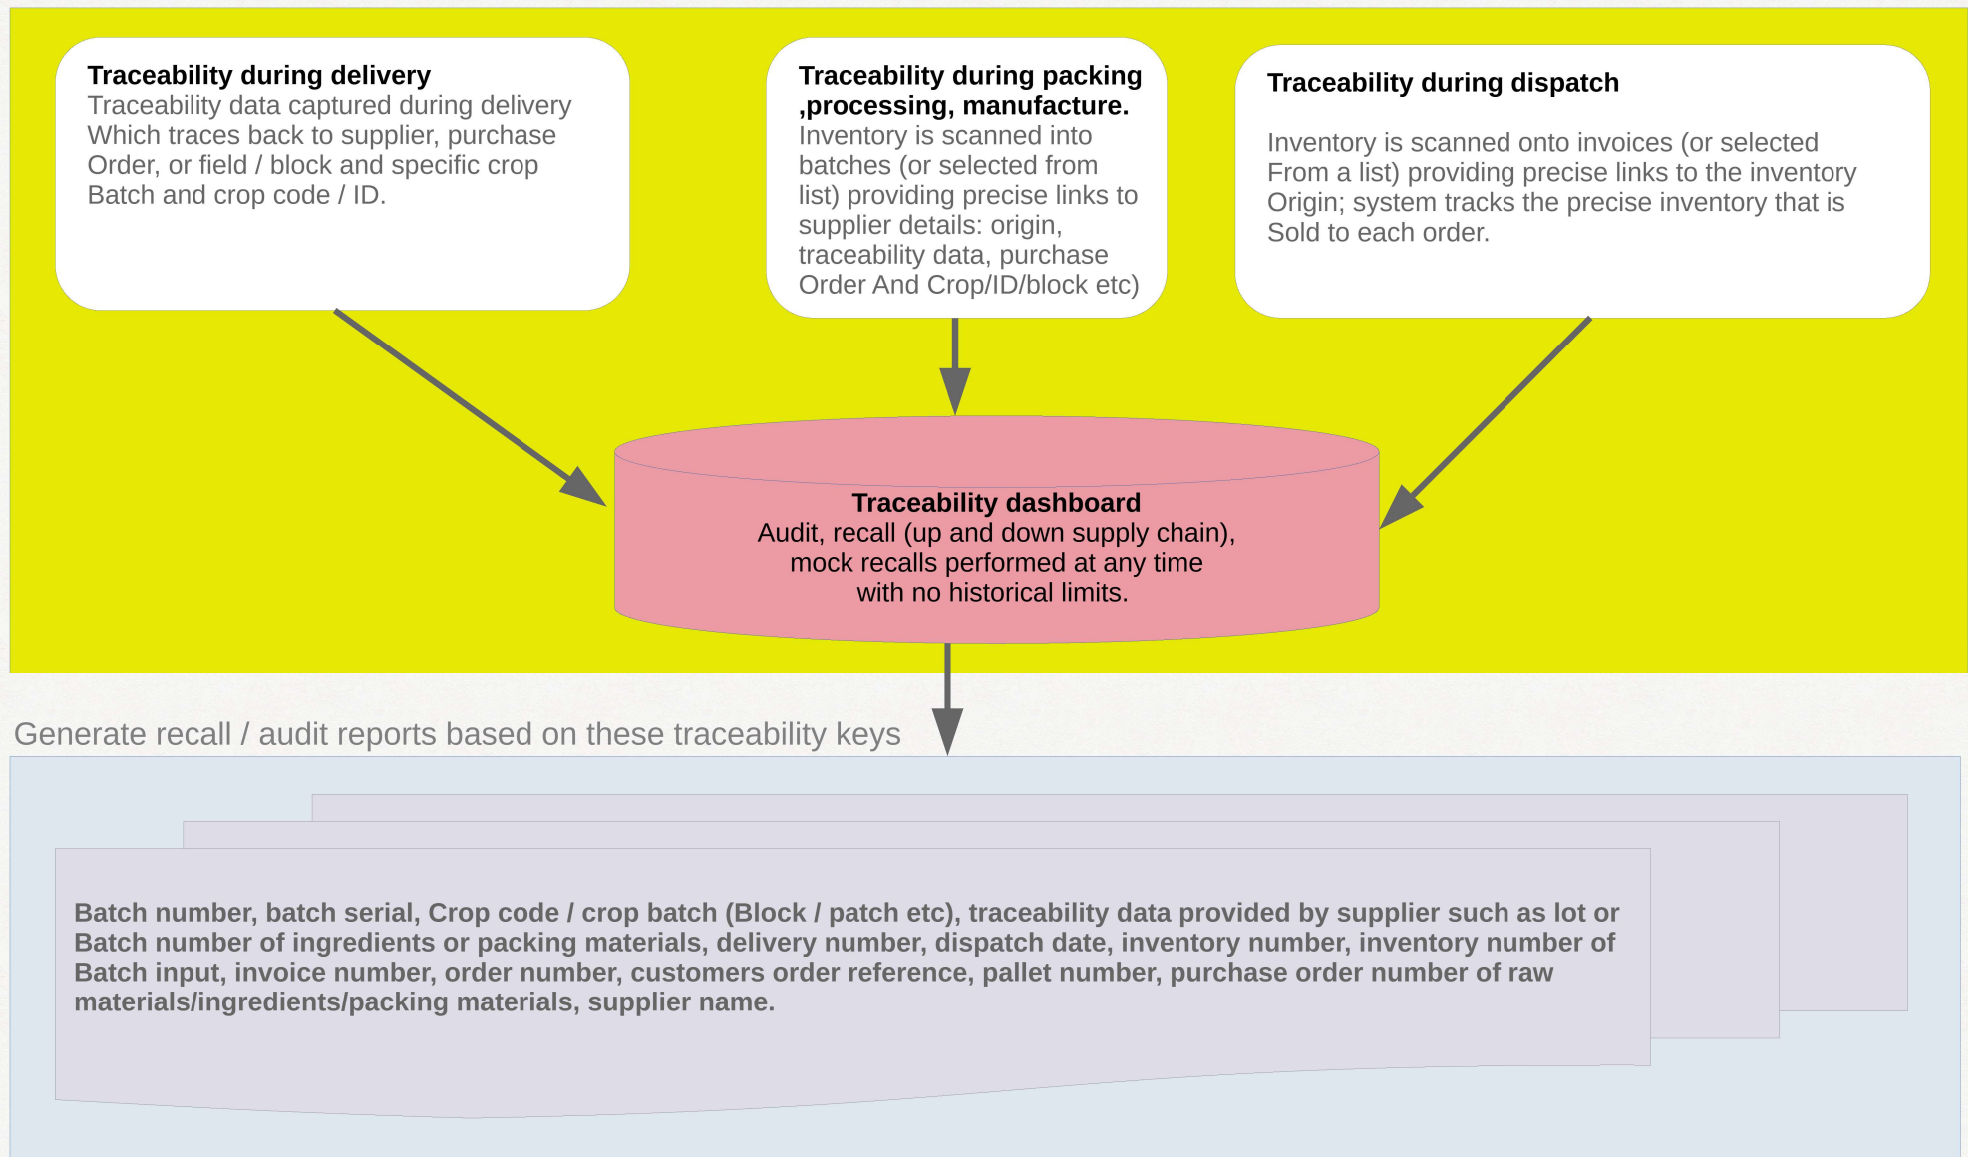 Traceability during delivery
Traceability data captured during delivery
Which traces back to supplier, purchase
Order, or field / block and specific crop
Batch and crop code / ID.
Traceability during packing
,processing, manufacture.
Inventory is scanned into
batches (or selected from
list) providing precise links to
supplier details: origin,
traceability data, purchase
Order And Crop/ID/block etc)
Traceability during dispatch
Inventory is scanned onto invoices (or selected
From a list) providing precise links to the inventory
Origin; system tracks the precise inventory that is
Sold to each order.
Traceability dashboard
Audit, recall (up and down supply chain),
mock recalls performed at any time
with no historical limits.
Generate recall / audit reports based on these traceability keys
Batch number, batch serial, Crop code / crop batch (Block / patch etc), traceability data provided by supplier such as lot or
Batch number of ingredients or packing materials, delivery number, dispatch date, inventory number, inventory number of
Batch input, invoice number, order number, customers order reference, pallet number, purchase order number of raw
materials/ingredients/packing materials, supplier name.